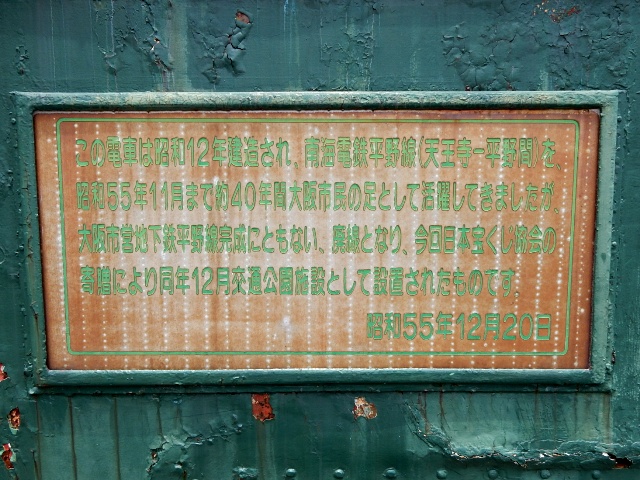 この電車は昭和12年建造され、南海電鉄平野線(天王寺−平野間)を、
昭和55年11月まで約40年間大阪市民の足として活躍してきましたが、
大阪市営地下鉄平野線完成にともない、廃線となり、今回日本宝くじ協会の
寄贈により同年12月交通公園施設として設置されたものです。
昭和55年12月20日